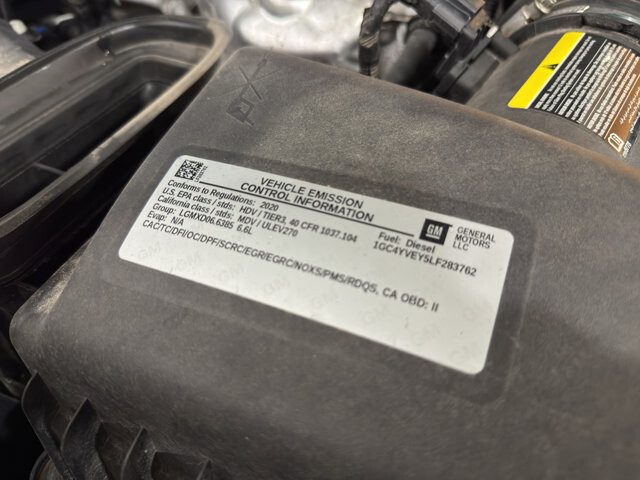 VEHICLE EMISSION
CONTROL INFORMATION
Conforms to Regulations: 2020
U.S. EPA class / stds: HDV / TIER3, 40 CFR 1037.104
California class / stds: MDV / ULEV270
Group: LGMXD06.6385 6.6L
Evap: N/A
Fuel: Diesel
1GC4YVEY5LF283762
GM
GENERAL
MOTORS
LLC
CAC/TC/DFI/OC/DPF/SCRC/EGR/EGRC/NOXS/PMS/RDQS, CA OBD: II